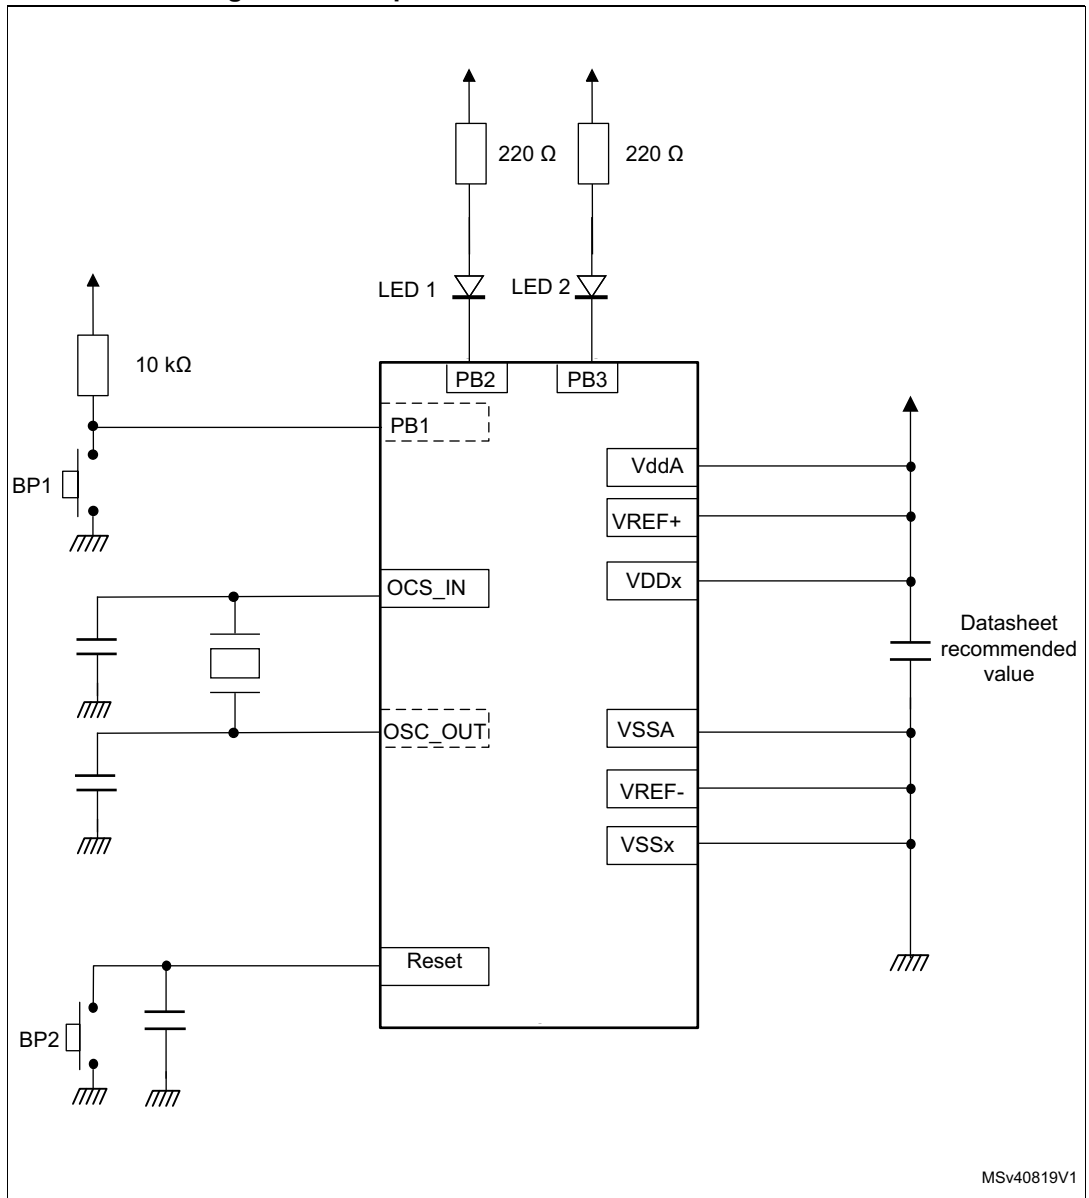 220 Ω
220 Ω
LED 1
LED 2
10 kΩ
PB2
PB3
PB1
VddA
BP1
VREF+
OCS_IN
VDDx
Datasheet
recommended
value
OSC_OUT
VSSA
VREF-
VSSx
Reset
BP2
MSv40819V1